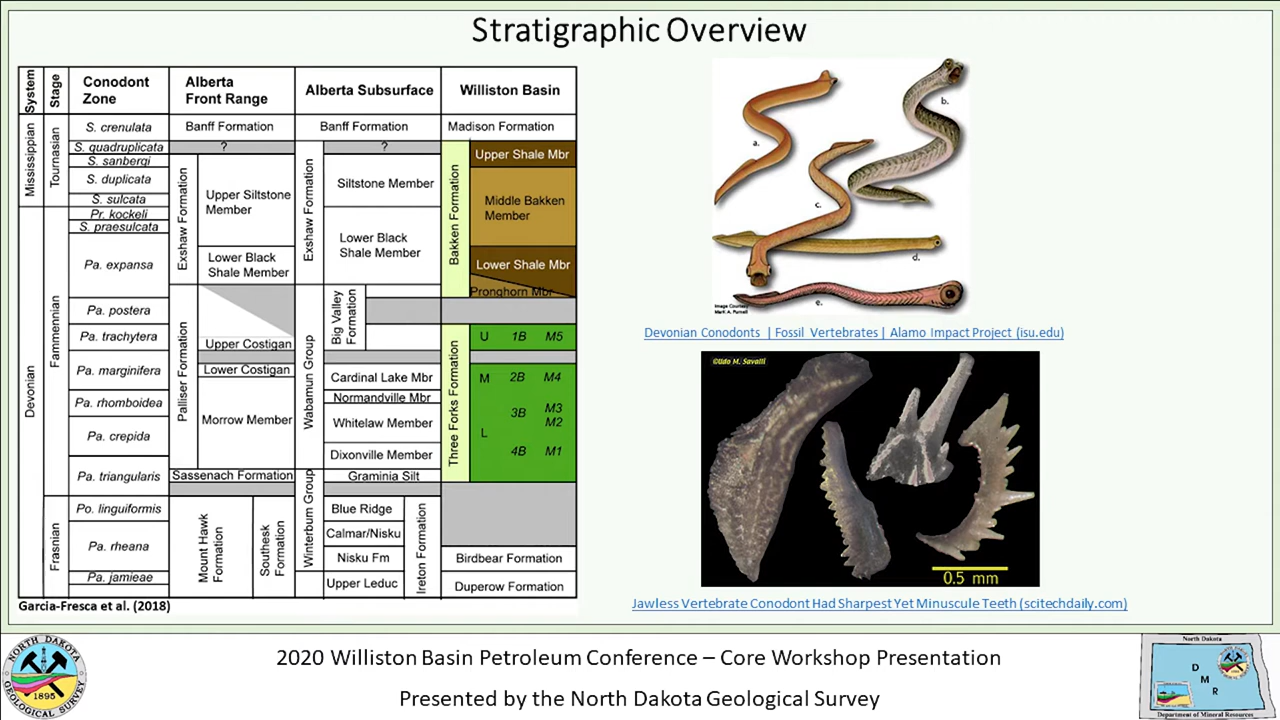 Stratigraphic Overview
System
Stage
Conodont
Zone
Alberta
Front Range
Alberta Subsurface
Williston Basin
Mississippian
Tournasian
S. crenulata
Banff Formation
Banff Formation
Madison Formation
S. quadruplicata
?
?
Bakken Formation
Upper Shale Mbr
S. sanbergi
S. duplicata
Exshaw Formation
Upper Siltstone
Member
Exshaw Formation
Siltstone Member
Middle Bakken
Member
S. sulcata
Devonian
Fammennian
Pr. kockeli
S. praesulcata
Lower Black
Shale Member
Pa. expansa
Lower Black
Shale Member
Lower Shale Mbr
Pronghorn Mbr
Pa. postera
Palliser Formation
Wabamun Group
Big Valley
Formation
Pa. trachytera
Upper Costigan
Three Forks Formation
U 1B M5
Pa. marginifera
Lower Costigan
Cardinal Lake Mbr
M 2B M4
Pa. rhomboidea
Morrow Member
Normandville Mbr
3B M3
M2
Pa. crepida
Whitelaw Member
L
Dixonville Member
4B M1
Pa. triangularis
Sassenach Formation
Graminia Silt
Frasnian
Po. linguiformis
Mount Hawk
Formation
Southesk
Formation
Winterburn Group
Blue Ridge
Ireton Formation
Pa. rheana
Calmar/Nisku
Nisku Fm
Birdbear Formation
Pa. jamieae
Upper Leduc
Duperow Formation
Garcia-Fresca et al. (2018)
a.
b.
c.
d.
e.
Image Courtesy
Mark A. Purnell
Devonian Conodonts | Fossil Vertebrates | Alamo Impact Project (isu.edu)
©Udo M. Savalli
0.5 mm
Jawless Vertebrate Conodont Had Sharpest Yet Minuscule Teeth (scitechdaily.com)
NORTH DAKOTA
GEOLOGICAL SURVEY
1895
2020 Williston Basin Petroleum Conference – Core Workshop Presentation
Presented by the North Dakota Geological Survey
North Dakota
D
M
R
Department of Mineral Resources